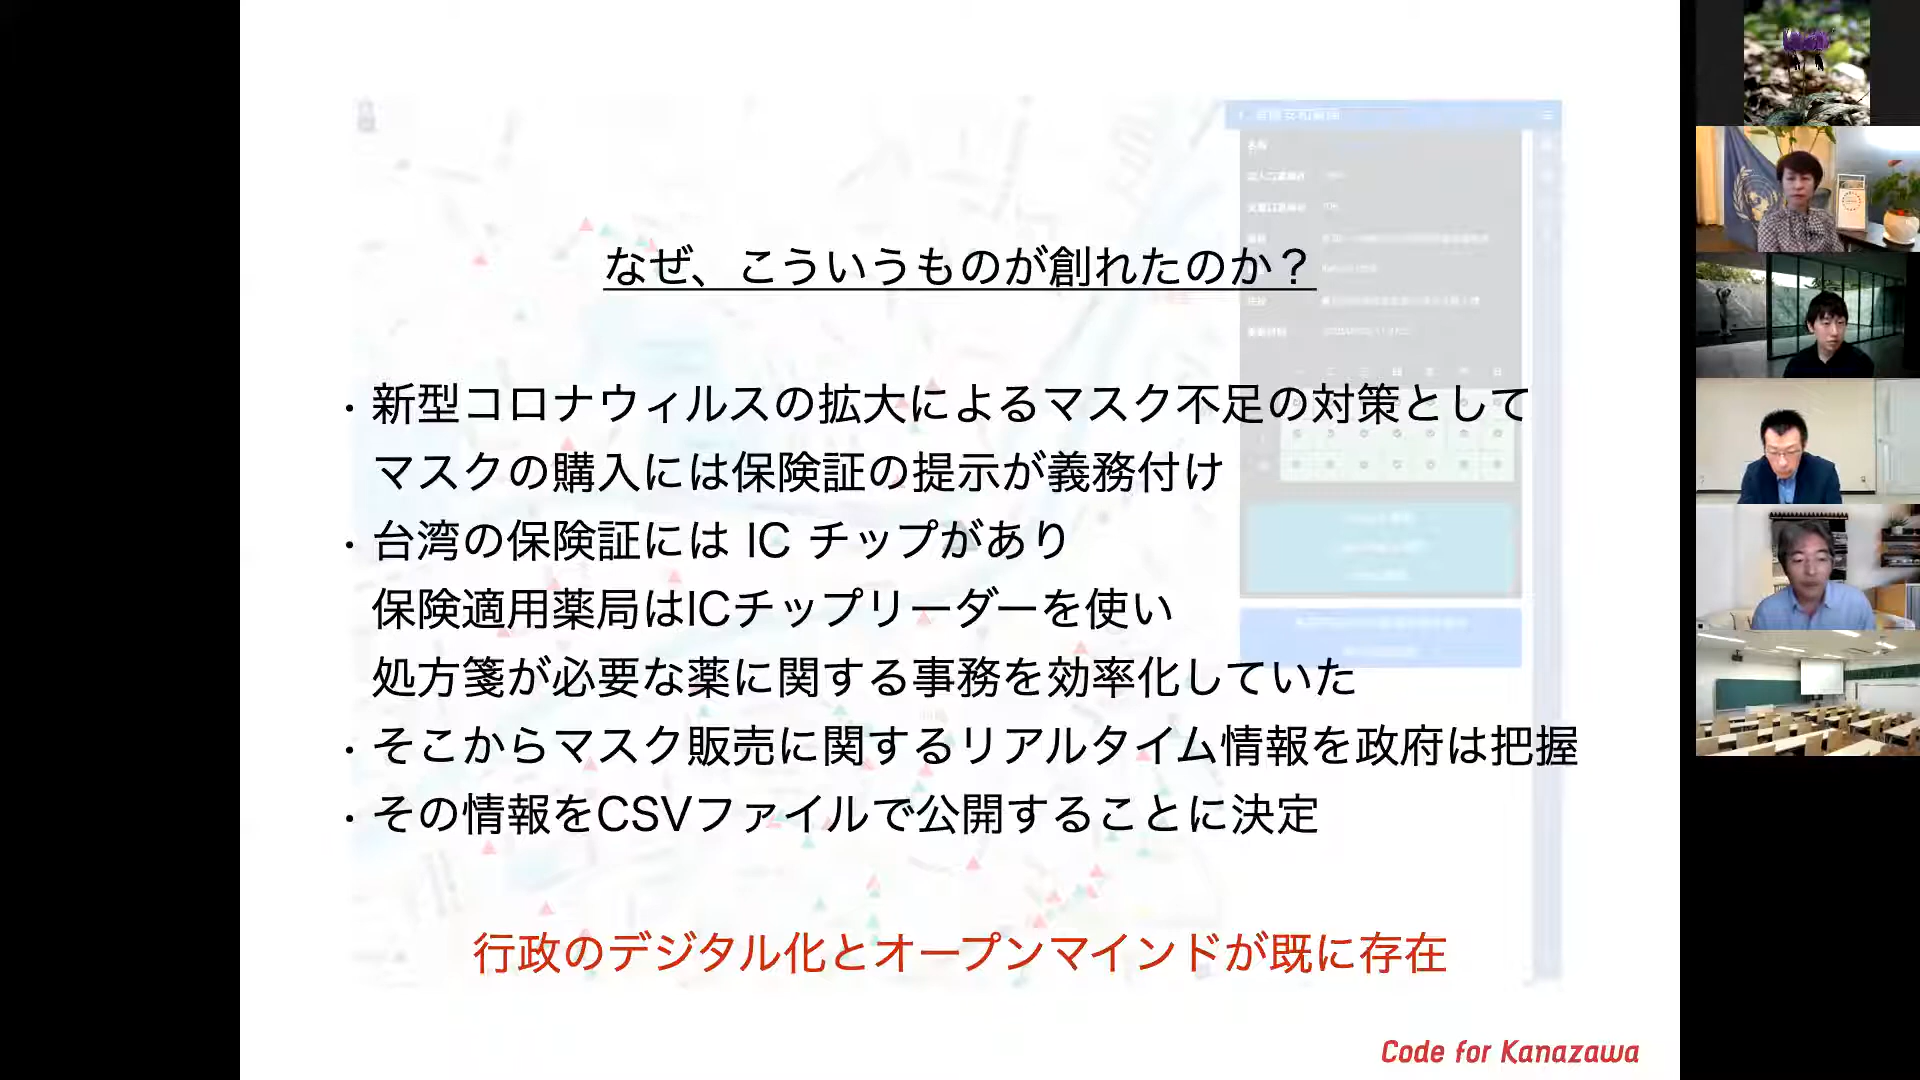 なぜ、こういうものが創れたのか？
・新型コロナウィルスの拡大によるマスク不足の対策として
マスクの購入には保険証の提示が義務付け
・台湾の保険証には IC チップがあり
保険適用薬局はICチップリーダーを使い
処方箋が必要な薬に関する事務を効率化していた
・そこからマスク販売に関するリアルタイム情報を政府は把握
・その情報をCSVファイルで公開することに決定
行政のデジタル化とオープンマインドが既に存在
Code for Kanazawa